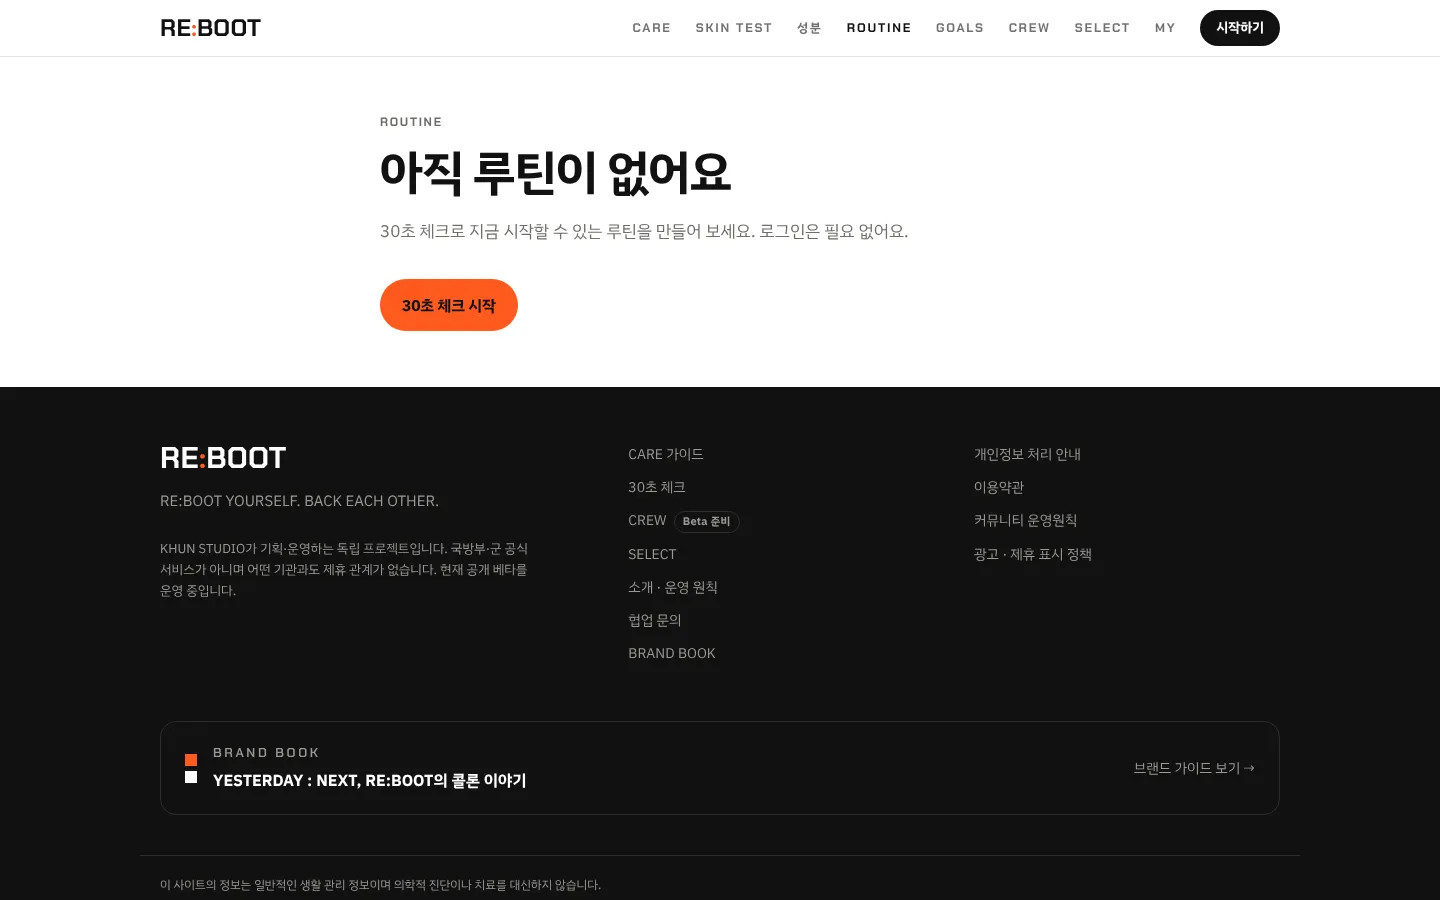 RE:BOOT
CARE
SKIN TEST
성분
ROUTINE
GOALS
CREW
SELECT
MY
시작하기
ROUTINE
아직 루틴이 없어요
30초 체크로 지금 시작할 수 있는 루틴을 만들어 보세요. 로그인은 필요 없어요.
30초 체크 시작
RE:BOOT
RE:BOOT YOURSELF. BACK EACH OTHER.
KHUN STUDIO가 기획·운영하는 독립 프로젝트입니다. 국방부·군 공식
서비스가 아니며 어떤 기관과도 제휴 관계가 없습니다. 현재 공개 베타를
운영 중입니다.
CARE 가이드
30초 체크
CREW Beta 준비
SELECT
소개 · 운영 원칙
협업 문의
BRAND BOOK
개인정보 처리 안내
이용약관
커뮤니티 운영원칙
광고 · 제휴 표시 정책
BRAND BOOK
YESTERDAY : NEXT, RE:BOOT의 콜론 이야기
브랜드 가이드 보기 →
이 사이트의 정보는 일반적인 생활 관리 정보이며 의학적 진단이나 치료를 대신하지 않습니다.